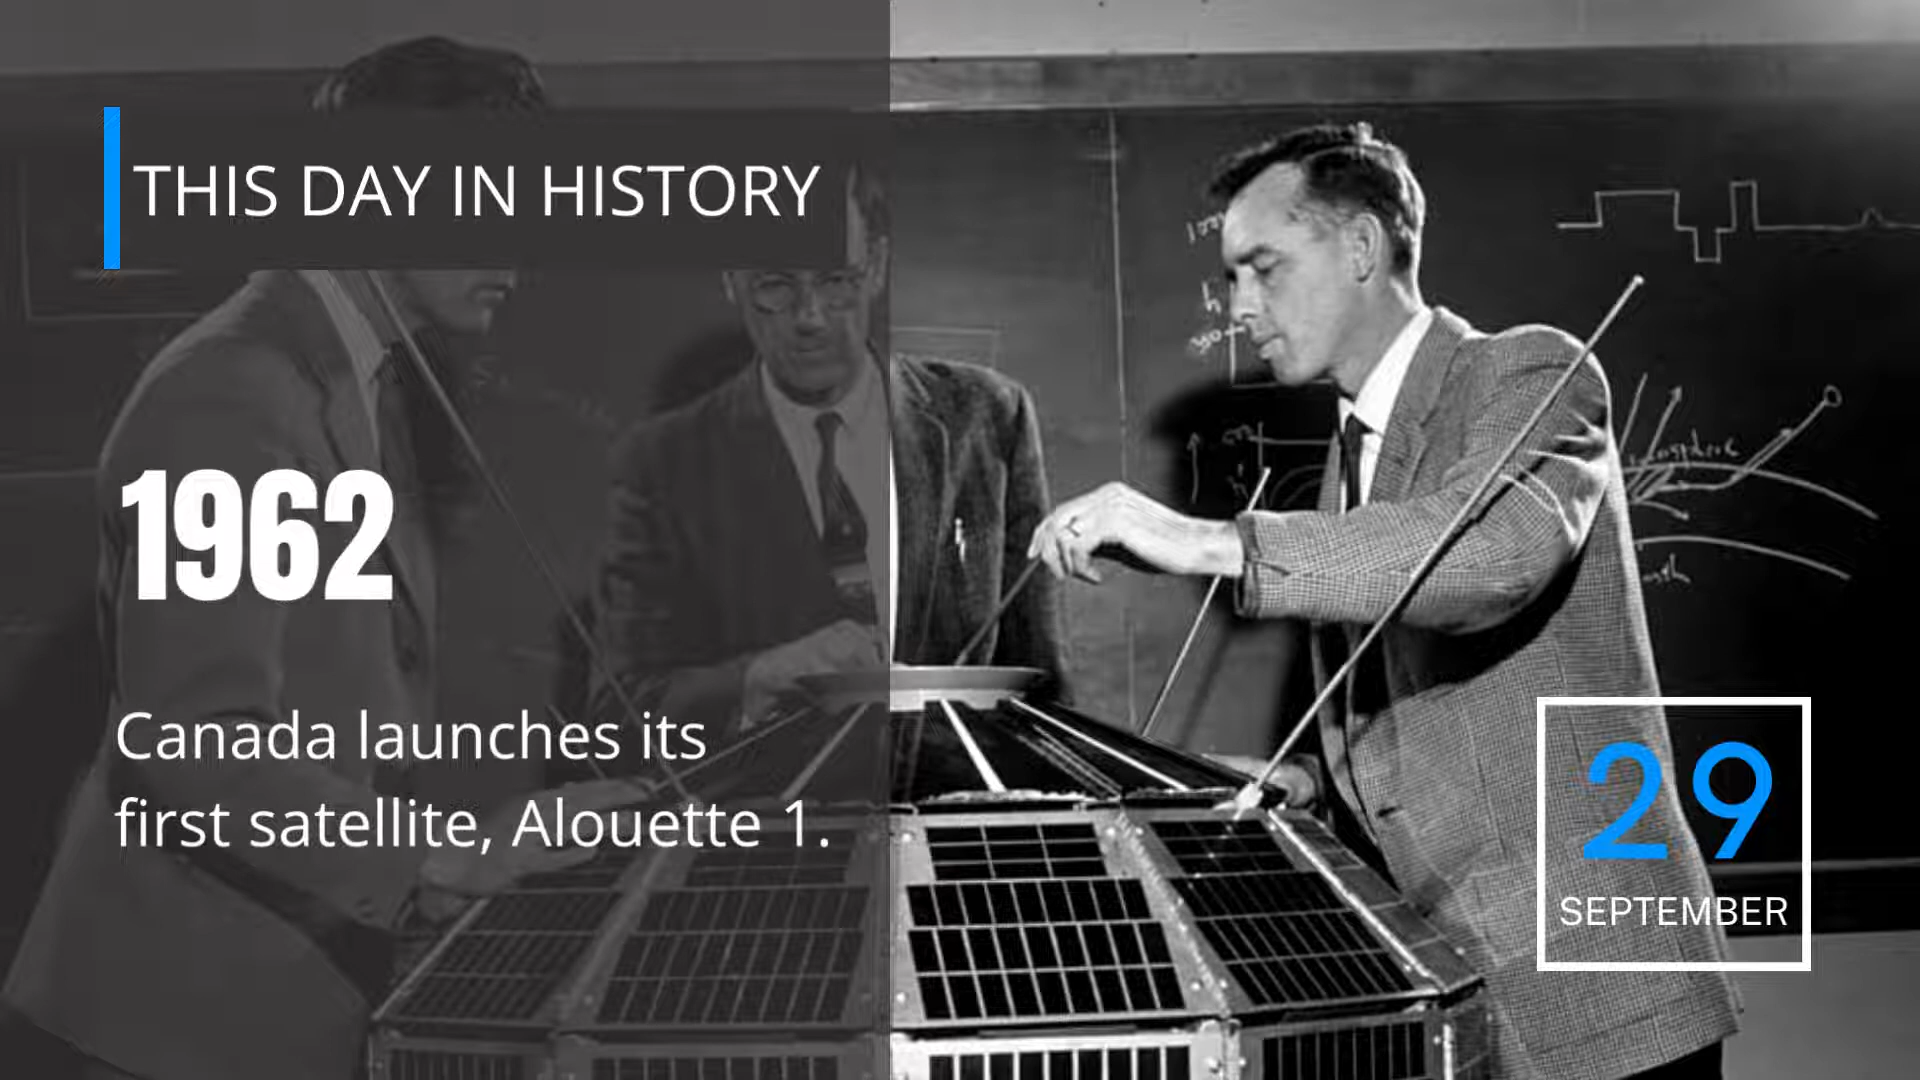 THIS DAY IN HISTORY
1962
Canada launches its
first satellite, Alouette 1.
29
SEPTEMBER